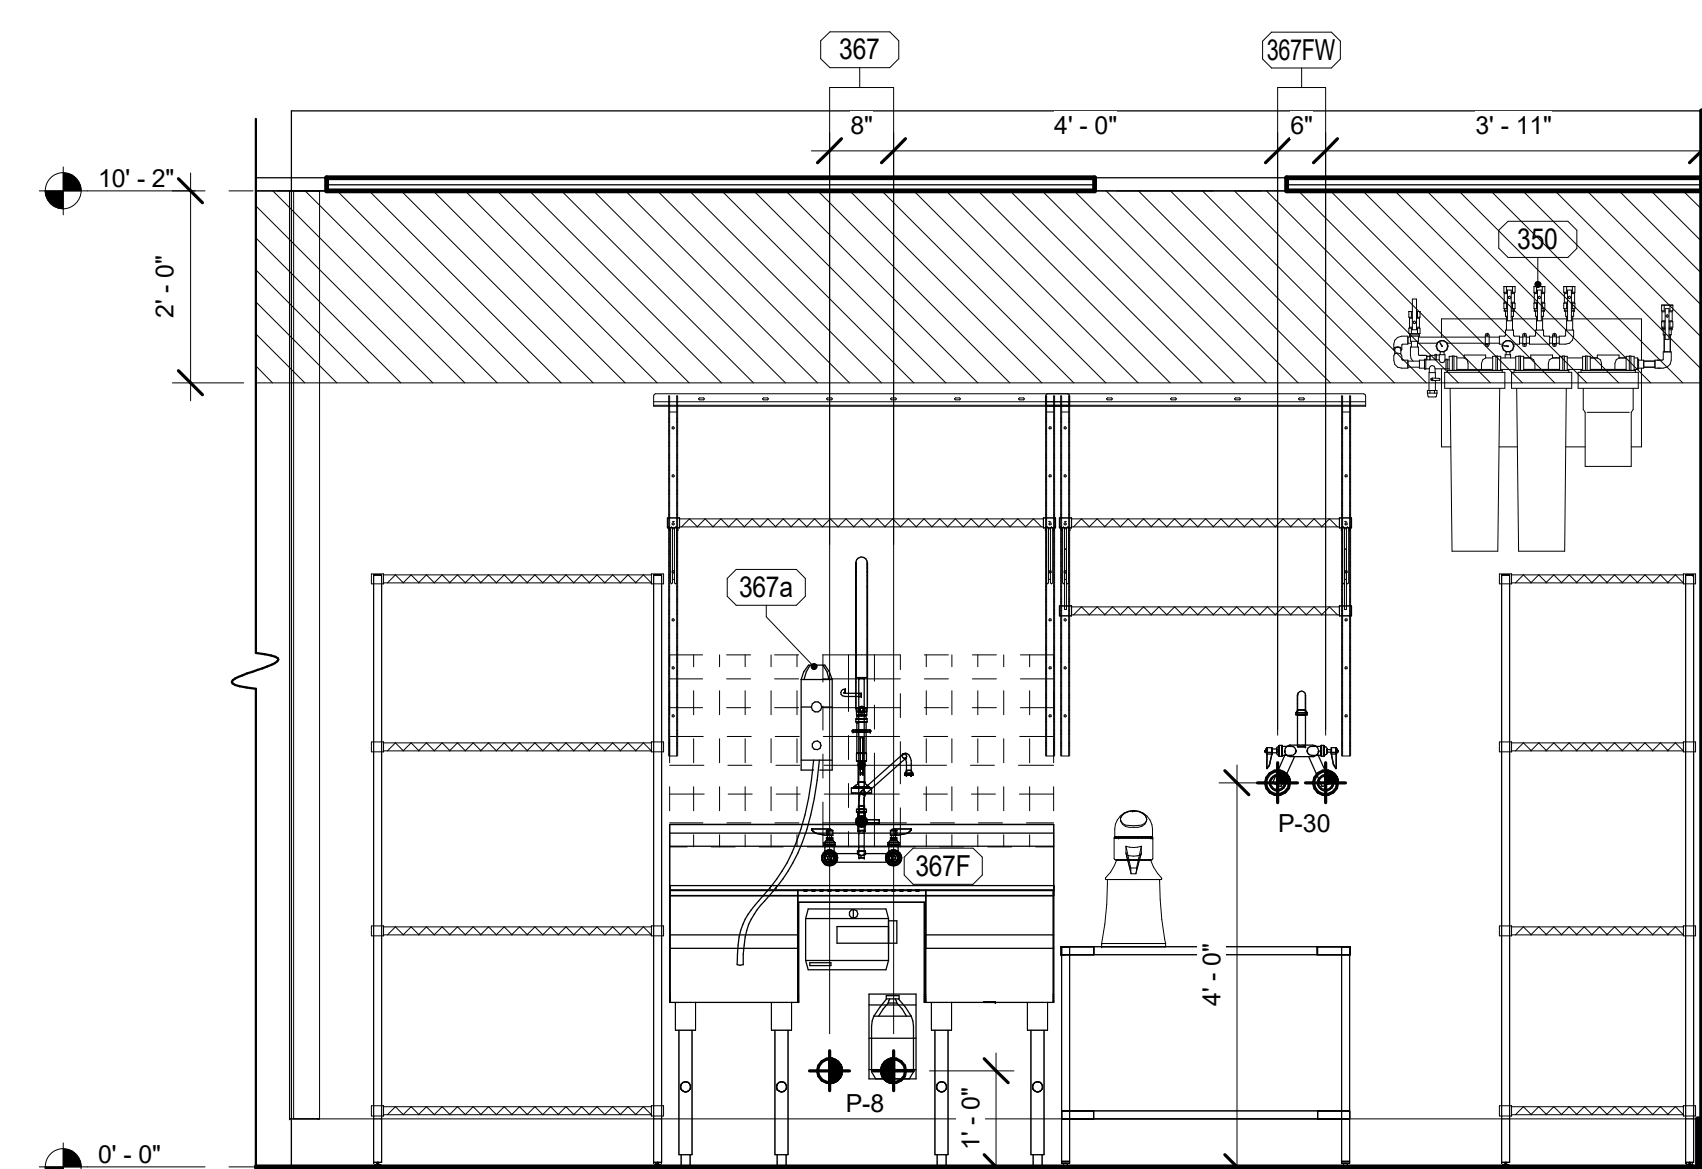 367
367FW
8"
4' - 0"
6"
3' - 11"
10' - 2"
350
2' - 0"
367a
P-30
367F
4' - 0"
P-8
1' - 0"
0' - 0"